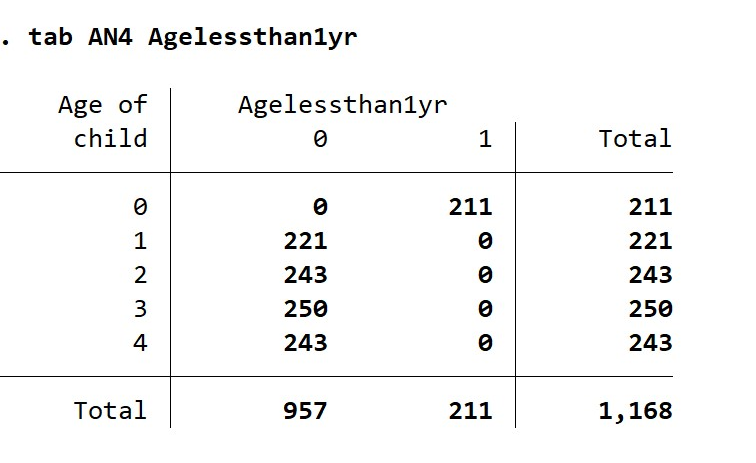 . tab AN4 Agelessthan1yr
Age of Agelessthan1yr
child 0 1 Total
0 0 211 211
1 221 0 221
2 243 0 243
3 250 0 250
4 243 0 243
Total 957 211 1,168